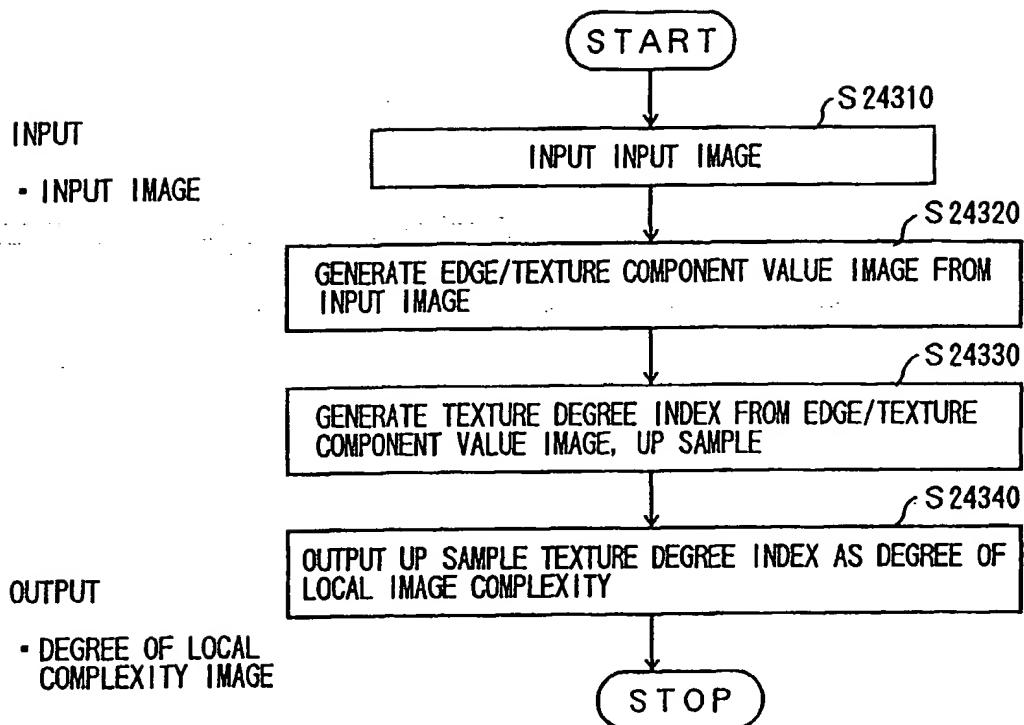 START
S24310
INPUT
INPUT INPUT IMAGE
- INPUT IMAGE
S24320
GENERATE EDGE/TEXTURE COMPONENT VALUE IMAGE FROM
INPUT IMAGE
S24330
GENERATE TEXTURE DEGREE INDEX FROM EDGE/TEXTURE
COMPONENT VALUE IMAGE, UP SAMPLE
S24340
OUTPUT UP SAMPLE TEXTURE DEGREE INDEX AS DEGREE OF
LOCAL IMAGE COMPLEXITY
OUTPUT
- DEGREE OF LOCAL
COMPLEXITY IMAGE
STOP